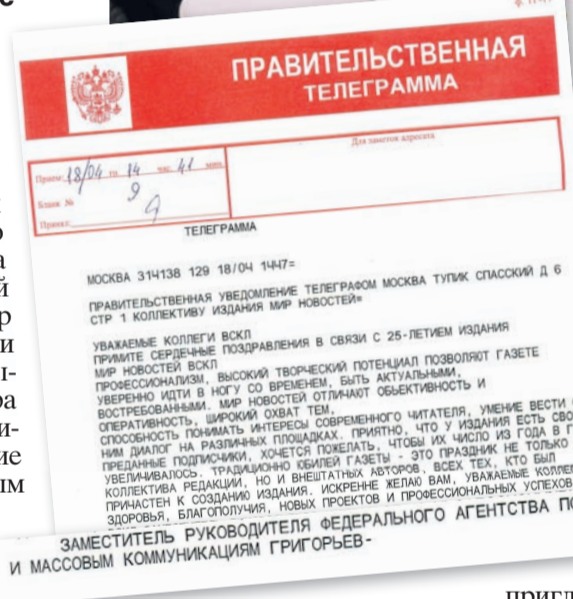 ПРАВИТЕЛЬСТВЕННАЯ
ТЕЛЕГРАММА
Для заметок адресата
Прием: 18/04 го 14 час. 41 мин.
Бланк № 9
Принял:
ТЕЛЕГРАММА
МОСКВА 314138 129 18/04 1447=
ПРАВИТЕЛЬСТВЕННАЯ УВЕДОМЛЕНИЕ ТЕЛЕГРАФОМ МОСКВА ТУПИК СПАССКИЙ Д 6
СТР 1 КОЛЛЕКТИВУ ИЗДАНИЯ МИР НОВОСТЕЙ=
УВАЖАЕМЫЕ КОЛЛЕГИ ВСКЛ
ПРИМИТЕ СЕРДЕЧНЫЕ ПОЗДРАВЛЕНИЯ В СВЯЗИ С 25-ЛЕТИЕМ ИЗДАНИЯ
МИР НОВОСТЕЙ ВСКЛ
ПРОФЕССИОНАЛИЗМ, ВЫСОКИЙ ТВОРЧЕСКИЙ ПОТЕНЦИАЛ ПОЗВОЛЯЮТ ГАЗЕТЕ
УВЕРЕННО ИДТИ В НОГУ СО ВРЕМЕНЕМ, БЫТЬ АКТУАЛЬНЫМИ,
ВОСТРЕБОВАННЫМИ. МИР НОВОСТЕЙ ОТЛИЧАЮТ ОБЬЕКТИВНОСТЬ И
ОПЕРАТИВНОСТЬ, ШИРОКИЙ ОХВАТ ТЕМ,
СПОСОБНОСТЬ ПОНИМАТЬ ИНТЕРЕСЫ СОВРЕМЕННОГО ЧИТАТЕЛЯ, УМЕНИЕ ВЕСТИ
НИМ ДИАЛОГ НА РАЗЛИЧНЫХ ПЛОЩАДКАХ. ПРИЯТНО, ЧТО У ИЗДАНИЯ ЕСТЬ СВО
ПРЕДАННЫЕ ПОДПИСЧИКИ, ХОЧЕТСЯ ПОЖЕЛАТЬ, ЧТОБЫ ИХ ЧИСЛО ИЗ ГОДА В Г
УВЕЛИЧИВАЛОСЬ. ТРАДИЦИОННО ЮБИЛЕЙ ГАЗЕТЫ - ЭТО ПРАЗДНИК НЕ ТОЛЬКО
КОЛЛЕКТИВА РЕДАКЦИИ, НО И ВНЕШТАТНЫХ АВТОРОВ, ВСЕХ ТЕХ, КТО БЫЛ
ПРИЧАСТЕН К СОЗДАНИЮ ИЗДАНИЯ. ИСКРЕННЕ ЖЕЛАЮ ВАМ, УВАЖАЕМЫЕ КОЛЛЕ
ЗДОРОВЬЯ, БЛАГОПОЛУЧИЯ, НОВЫХ ПРОЕКТОВ И ПРОФЕССИОНАЛЬНЫХ УСПЕХОВ
ЗАМЕСТИТЕЛЬ РУКОВОДИТЕЛЯ ФЕДЕРАЛЬНОГО АГЕНТСТВА ПО
И МАССОВЫМ КОММУНИКАЦИЯМ ГРИГОРЬЕВ-